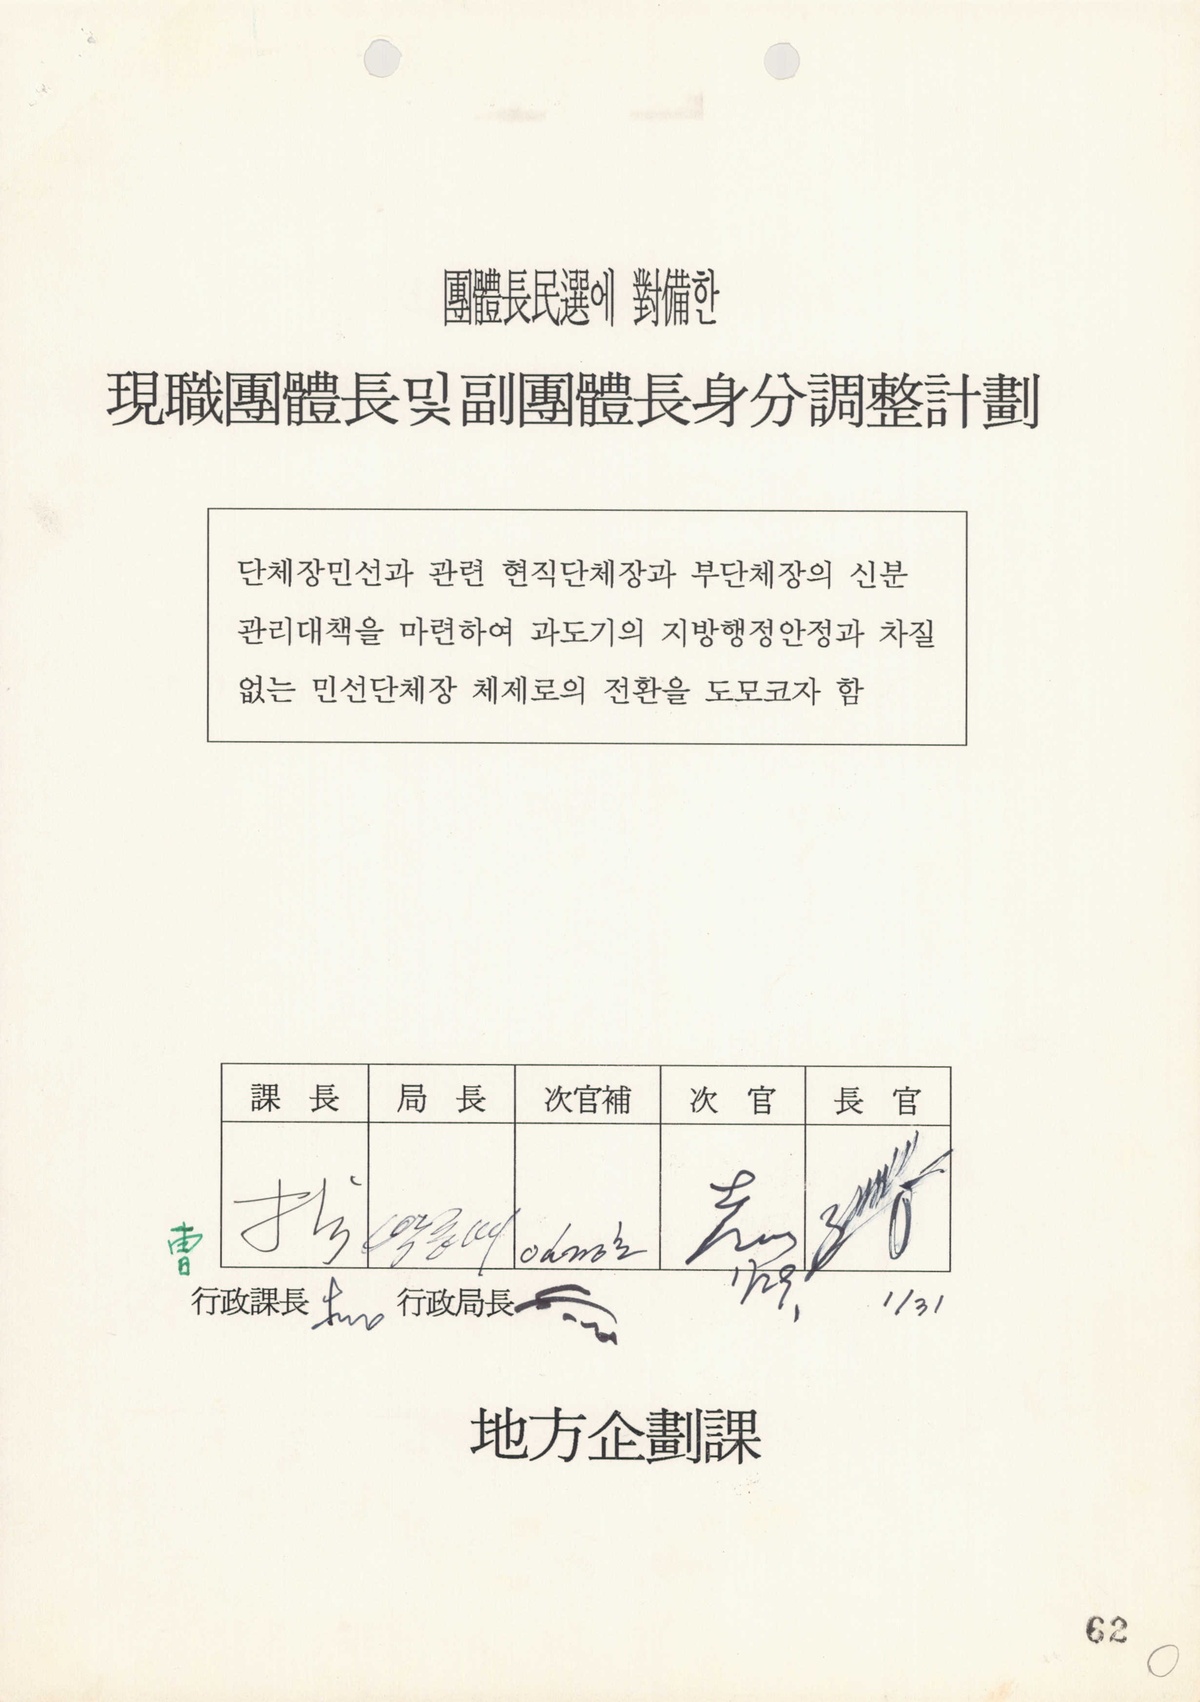 團體長民選에 對備한
現職團體長및副團體長身分調整計劃
단체장민선과 관련 현직단체장과 부단체장의 신분
관리대책을 마련하여 과도기의 지방행정안정과 차질
없는 민선단체장 체제로의 전환을 도모코자 함
課 長 局 長 次官補 次 官 長 官
行政課長 行政局長
1/29
1/31
地方企劃課
62